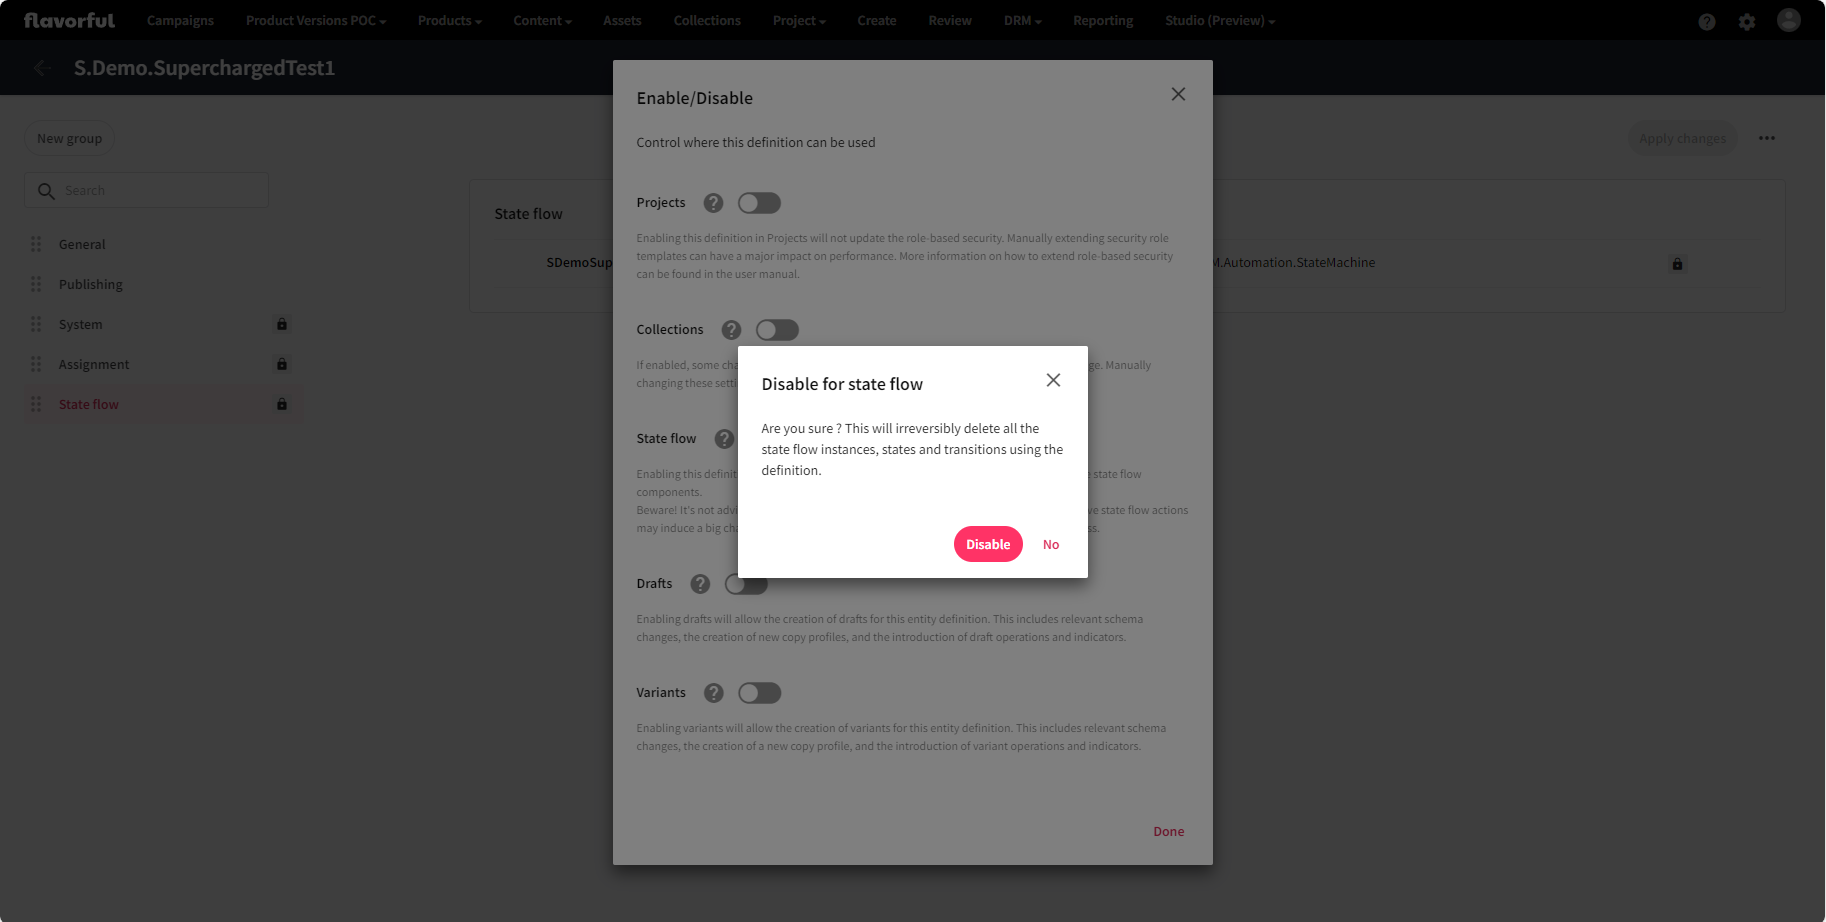 flavorful
Campaigns
Product Versions POC
Products
Content
Assets
Collections
Project
Create
Review
DRM
Reporting
Studio (Preview)
S.Demo.SuperchargedTest1
New group
Search
General
Publishing
System
Assignment
State flow
Apply changes
State flow
SDemoSup
M.Automation.StateMachine
Enable/Disable
Control where this definition can be used
Projects
Enabling this definition in Projects will not update the role-based security. Manually extending security role
templates can have a major impact on performance. More information on how to extend role-based security
can be found in the user manual.
Collections
If enabled, some cha
ge. Manually
changing these setti
State flow
Enabling this definit
e state flow
components.
Beware! It's not advi
ve state flow actions
may induce a big cha
ss.
Disable for state flow
Are you sure ? This will irreversibly delete all the
state flow instances, states and transitions using the
definition.
Disable
No
Drafts
Enabling drafts will allow the creation of drafts for this entity definition. This includes relevant schema
changes, the creation of new copy profiles, and the introduction of draft operations and indicators.
Variants
Enabling variants will allow the creation of variants for this entity definition. This includes relevant schema
changes, the creation of a new copy profile, and the introduction of variant operations and indicators.
Done